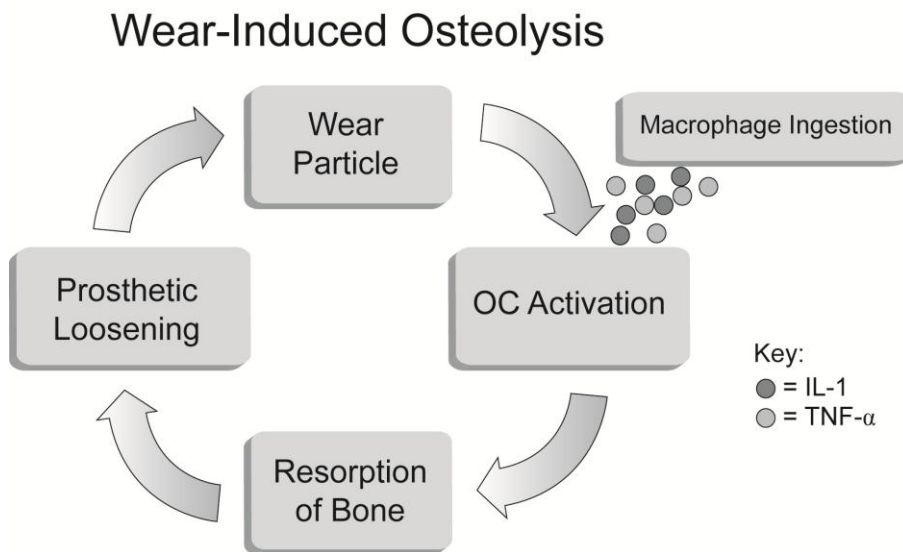 Wear-Induced Osteolysis
Wear
Particle
Macrophage Ingestion
OC Activation
Prosthetic
Loosening
Resorption
of Bone
Key:
= IL-1
= TNF-α